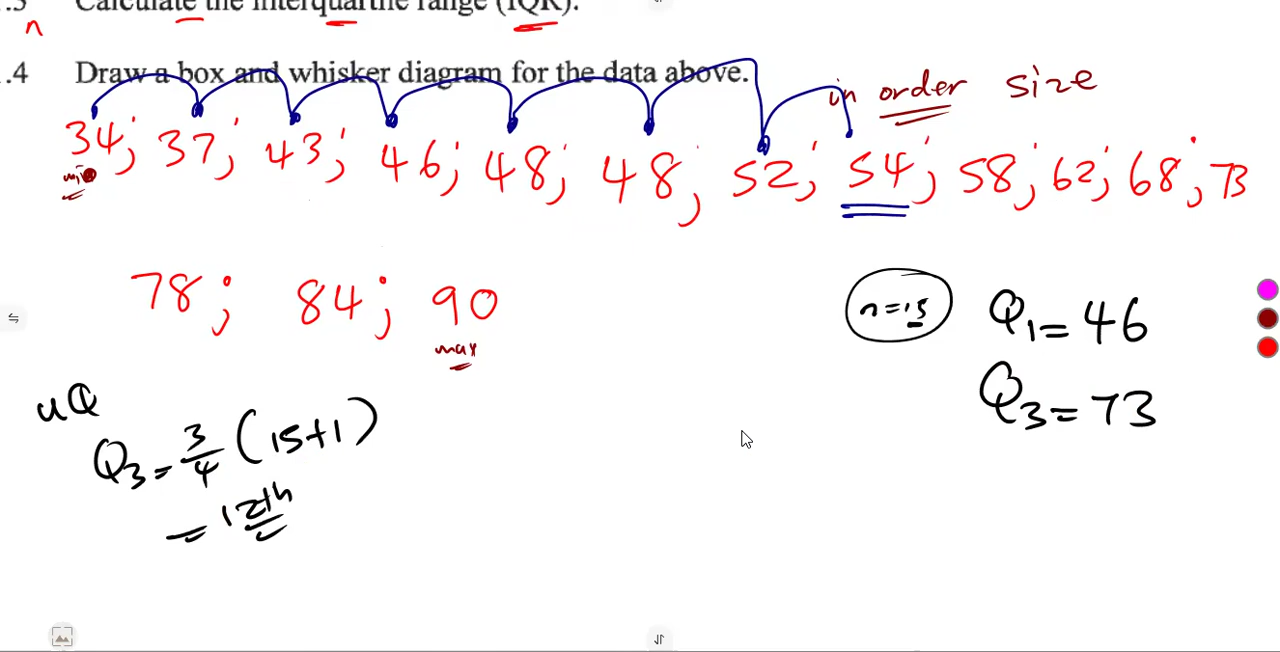 .3 Calculate the interquartile range (IQR).
n
.4 Draw a box and whisker diagram for the data above.
in order size
34; 37; 43; 46; 48; 48; 52; 54; 58; 62; 68; 73
min
78; 84; 90
max
n=15
Q1=46
Q3=73
uQ
Q3=3/4(15+1)
=12th